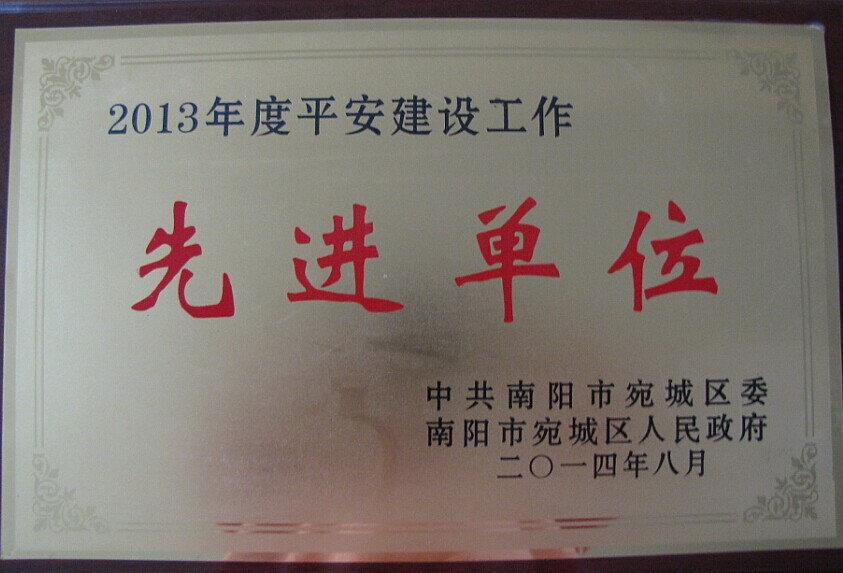 2013年度平安建设工作
先进单位
中共南阳市宛城区委
南阳市宛城区人民政府
二〇一四年八月